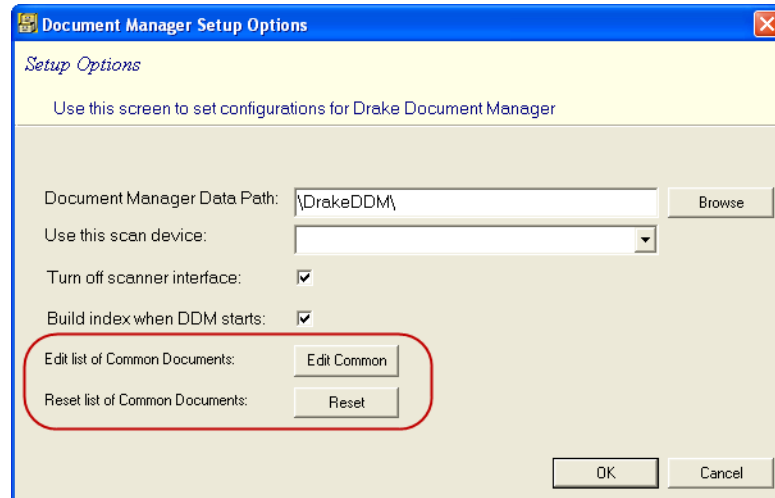 Document Manager Setup Options
Setup Options
Use this screen to set configurations for Drake Document Manager
Document Manager Data Path: \DrakeDDM\ Browse
Use this scan device:
Turn off scanner interface:
Build index when DDM starts:
Edit list of Common Documents: Edit Common
Reset list of Common Documents: Reset
OK Cancel